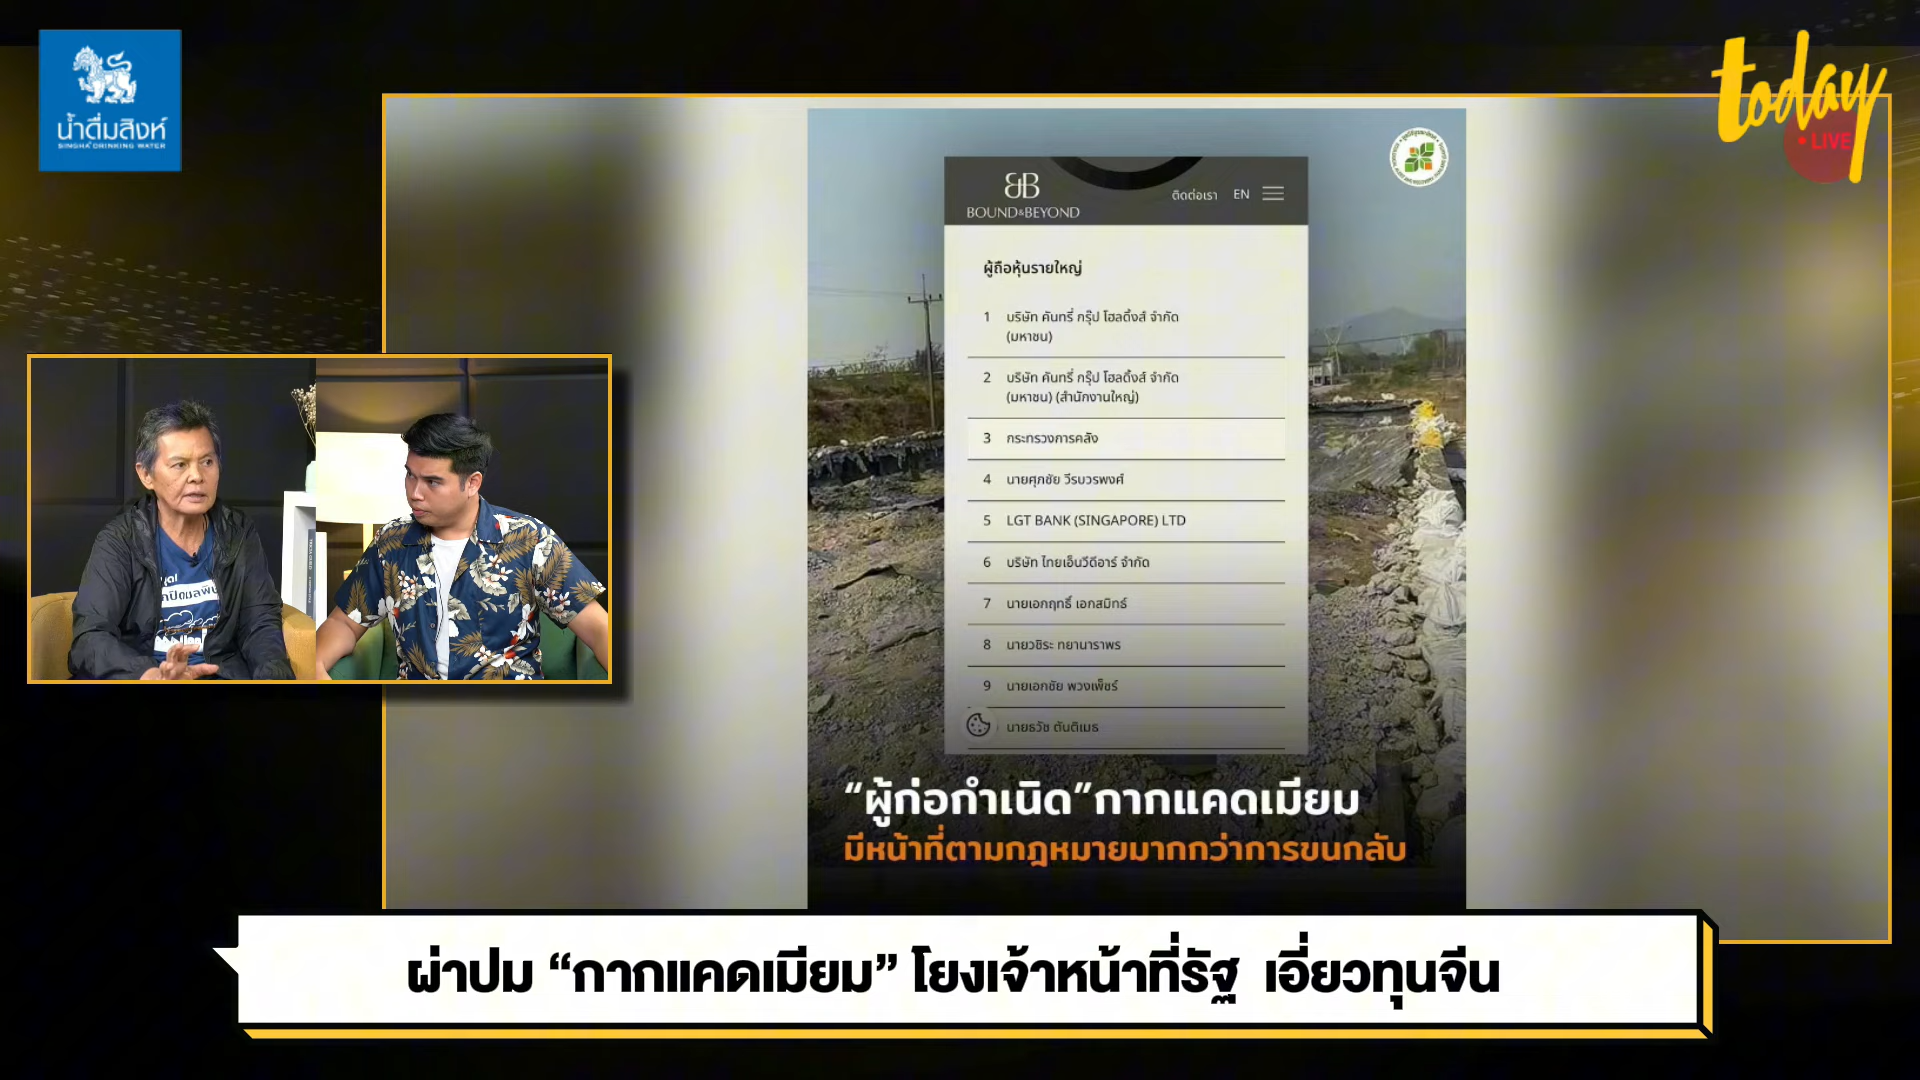 น้ำดื่มสิงห์
SINGHA DRINKING WATER
today
• LIVE
BOUND&BEYOND
ติดต่อเรา EN
ผู้ถือหุ้นรายใหญ่
1 บริษัท คันทรี่ กรุ๊ป โฮลดิ้งส์ จำกัด
(มหาชน)
2 บริษัท คันทรี่ กรุ๊ป โฮลดิ้งส์ จำกัด
(มหาชน) (สำนักงานใหญ่)
3 กระทรวงการคลัง
4 นายศุภชัย วีรบวรพงศ์
5 LGT BANK (SINGAPORE) LTD
6 บริษัท ไทยเอ็นวีดีอาร์ จำกัด
7 นายเอกฤทธิ์ เอกสมิทธ์
8 นายวชิระ ทยานาราพร
9 นายเอกชัย พวงเพ็ชร์
นายธวัช ตันติเมธ
“ผู้ก่อกำเนิด”กากแคดเมียม
มีหน้าที่ตามกฎหมายมากกว่าการขนกลับ
ผ่าปม “กากแคดเมียม” โยงเจ้าหน้าที่รัฐ เอี่ยวทุนจีน